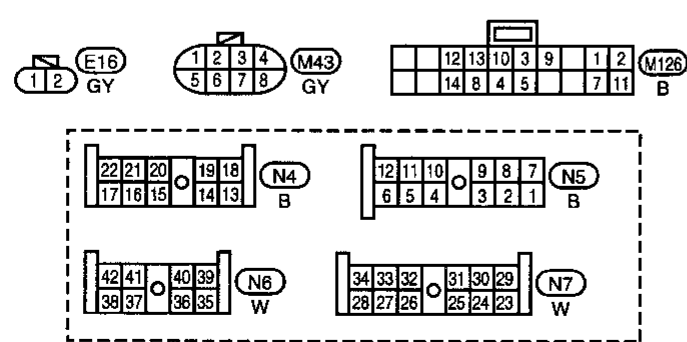 1 2 E16 GY
1 2 3 4
5 6 7 8
M43 GY
12 13 10 3 9 1 2
14 8 4 5 7 11
M126 B
22 21 20 19 18
17 16 15 14 13
N4 B
12 11 10 9 8 7
6 5 4 3 2 1
N5 B
42 41 40 39
38 37 36 35
N6 W
34 33 32 31 30 29
28 27 26 25 24 23
N7 W